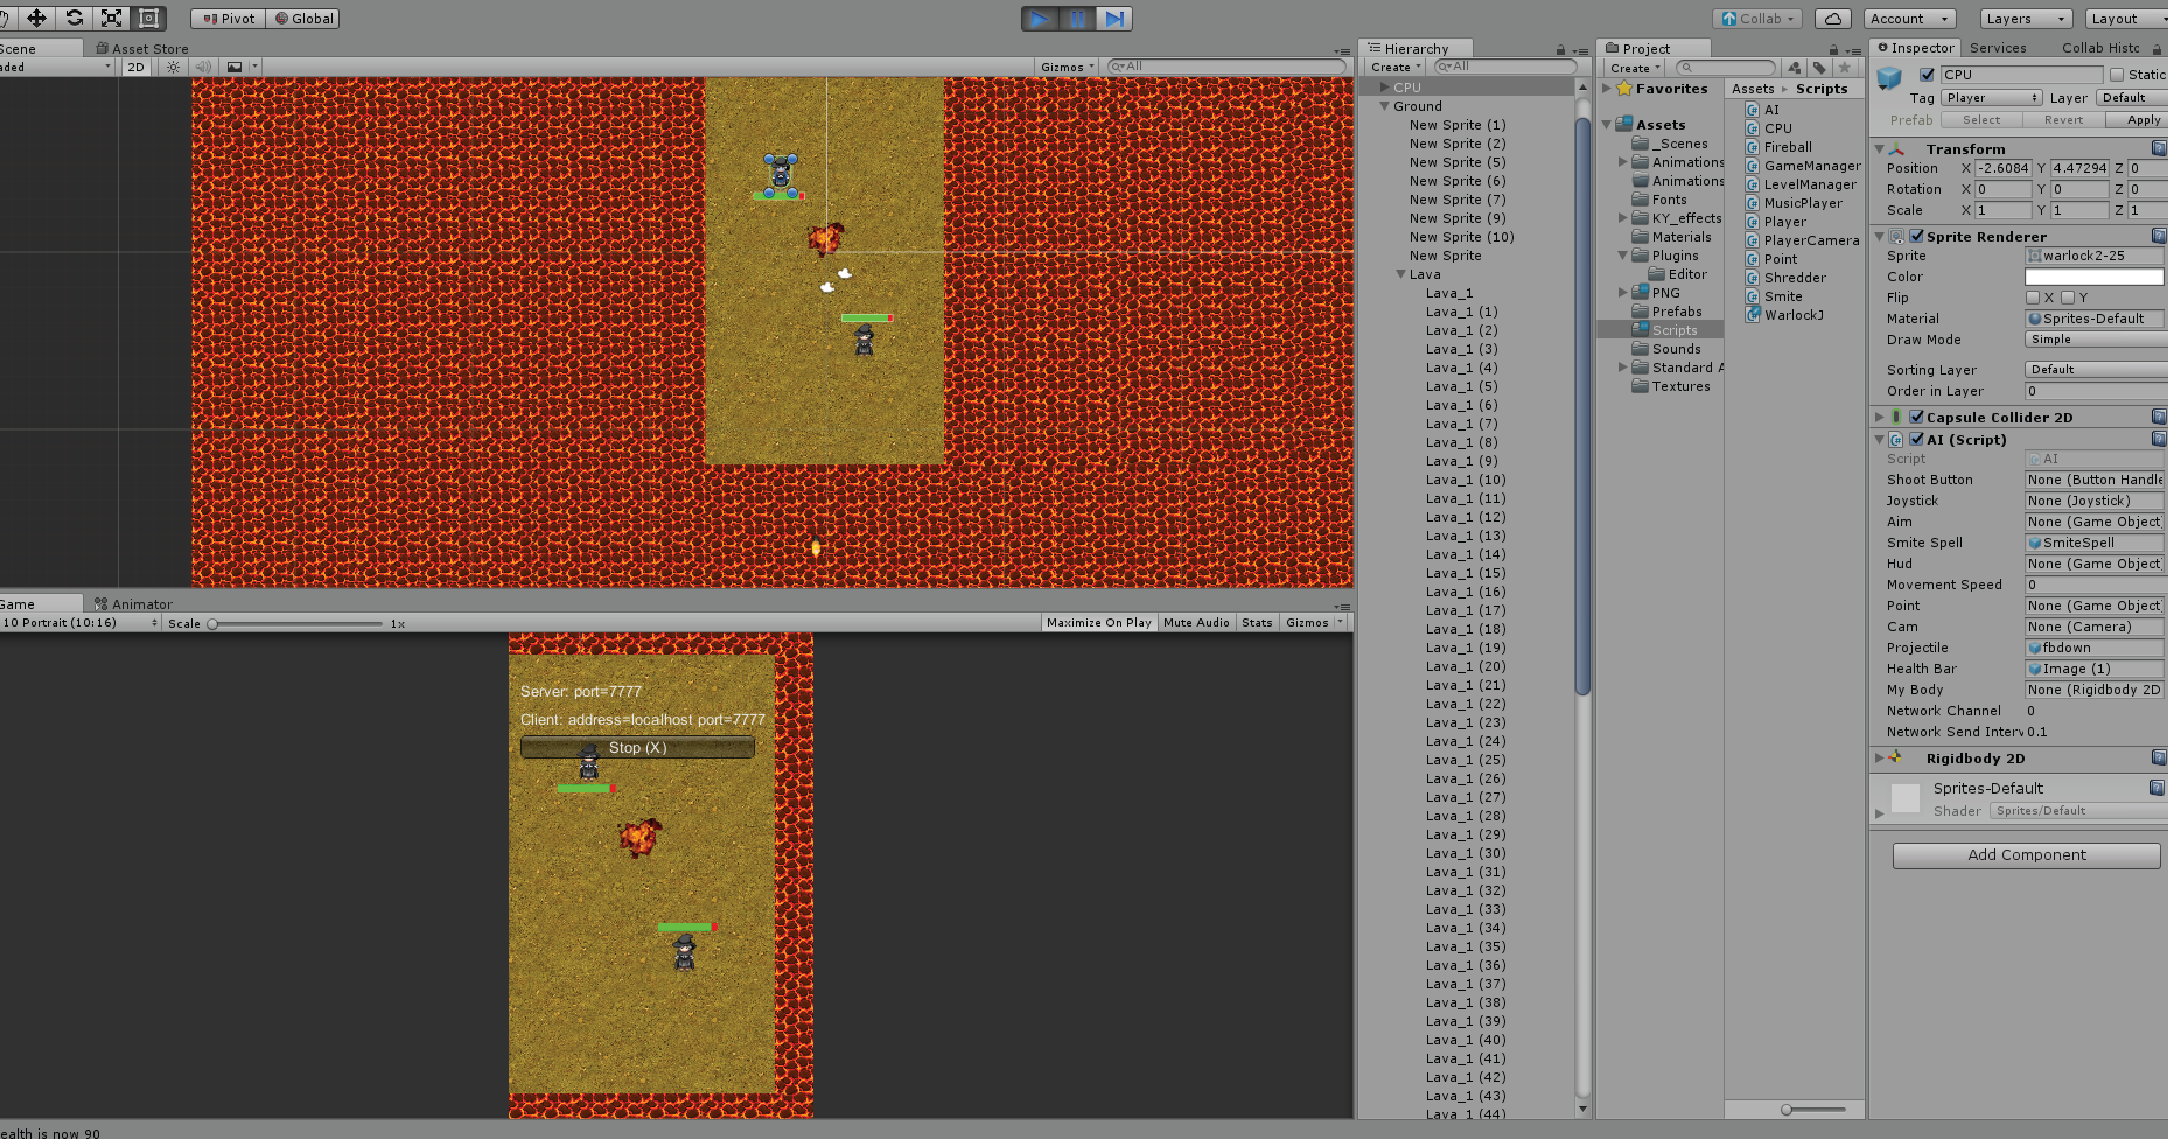 Pivot Global
Collab
Account
Layers
Layout
Scene
Asset Store
aded
2D
Gizmos
All
Game
Animator
10 Portrait (10:16)
Scale
1x
Maximize On Play
Mute Audio
Stats
Gizmos
Server: port=7777
Client: address=localhost port=7777
Stop (X)
ealth is now 90
Hierarchy
Create
All
CPU
Ground
New Sprite (1)
New Sprite (2)
New Sprite (5)
New Sprite (6)
New Sprite (7)
New Sprite (9)
New Sprite (10)
New Sprite
Lava
Lava_1
Lava_1 (1)
Lava_1 (2)
Lava_1 (3)
Lava_1 (4)
Lava_1 (5)
Lava_1 (6)
Lava_1 (7)
Lava_1 (8)
Lava_1 (9)
Lava_1 (10)
Lava_1 (11)
Lava_1 (12)
Lava_1 (13)
Lava_1 (14)
Lava_1 (15)
Lava_1 (16)
Lava_1 (17)
Lava_1 (18)
Lava_1 (19)
Lava_1 (20)
Lava_1 (21)
Lava_1 (22)
Lava_1 (23)
Lava_1 (24)
Lava_1 (25)
Lava_1 (26)
Lava_1 (27)
Lava_1 (28)
Lava_1 (29)
Lava_1 (30)
Lava_1 (31)
Lava_1 (32)
Lava_1 (33)
Lava_1 (34)
Lava_1 (35)
Lava_1 (36)
Lava_1 (37)
Lava_1 (38)
Lava_1 (39)
Lava_1 (40)
Lava_1 (41)
Lava_1 (42)
Lava_1 (43)
Lava_1 (44)
Project
Create
Favorites
Assets
_Scenes
Animations
Animations
Fonts
KY_effects
Materials
Plugins
Editor
PNG
Prefabs
Scripts
Sounds
Standard A
Textures
Assets Scripts
AI
CPU
Fireball
GameManager
LevelManager
MusicPlayer
Player
PlayerCamera
Point
Shredder
Smite
WarlockJ
Inspector
Services
Collab Histc
CPU
Static
Tag Player
Layer Default
Prefab Select Revert Apply
Transform
Position X -2.6084 Y 4.47294 Z 0
Rotation X 0 Y 0 Z 0
Scale X 1 Y 1 Z 1
Sprite Renderer
Sprite warlock2-25
Color
Flip X Y
Material Sprites-Default
Draw Mode Simple
Sorting Layer Default
Order in Layer 0
Capsule Collider 2D
AI (Script)
Script AI
Shoot Button None (Button Handle
Joystick None (Joystick)
Aim None (Game Object)
Smite Spell SmiteSpell
Hud None (Game Object)
Movement Speed 0
Point None (Game Object)
Cam None (Camera)
Projectile fbdown
Health Bar Image (1)
My Body None (Rigidbody 2D
Network Channel 0
Network Send Interv 0.1
Rigidbody 2D
Sprites-Default
Shader Sprites/Default
Add Component